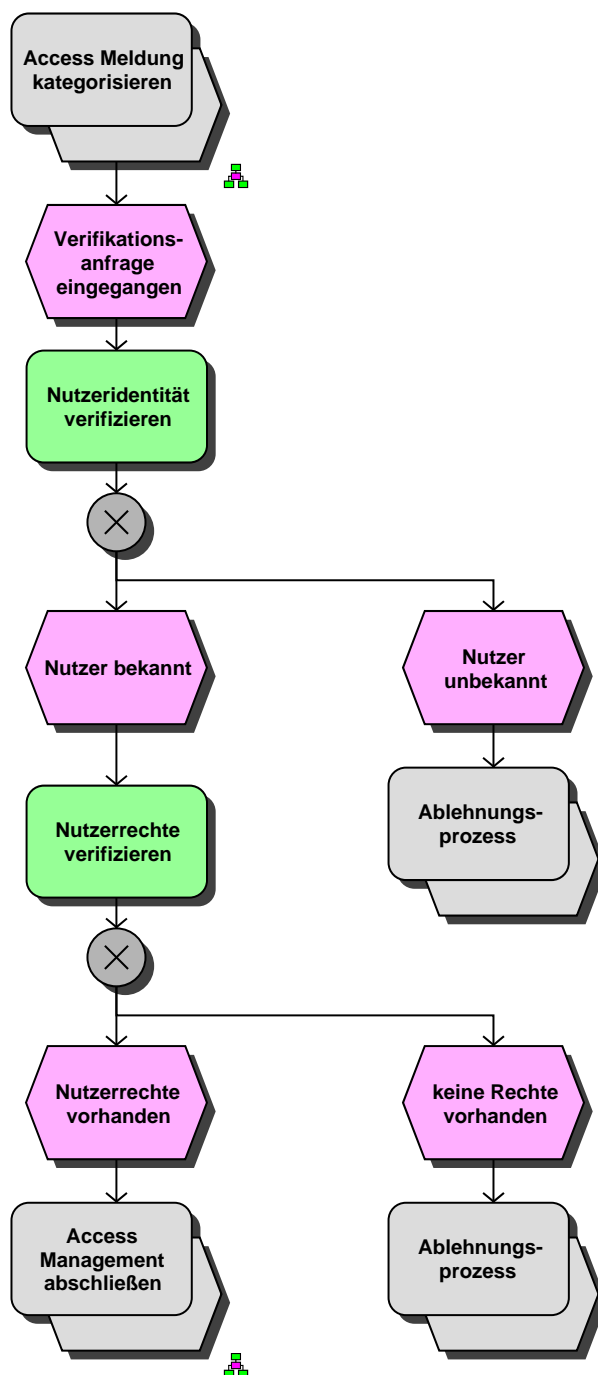 Access Meldung
kategorisieren
Verifikations-
anfrage
eingegangen
Nutzeridentität
verifizieren
Nutzer bekannt
Nutzer
unbekannt
Nutzerrechte
verifizieren
Ablehnungs-
prozess
Nutzerrechte
vorhanden
keine Rechte
vorhanden
Access
Management
abschließen
Ablehnungs-
prozess